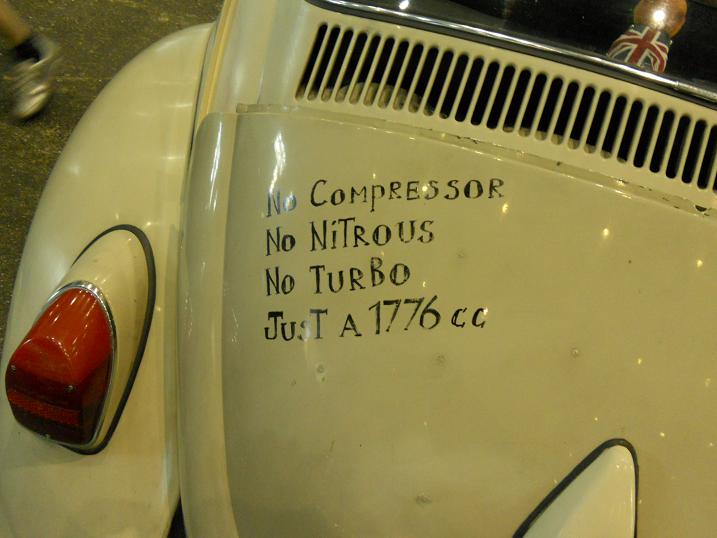 No COMPRESSOR
No NiTROUS
No TURBO
JUST A 1776 cc